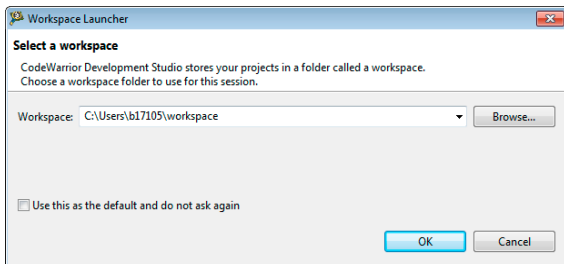 Workspace Launcher
Select a workspace
CodeWarrior Development Studio stores your projects in a folder called a workspace.
Choose a workspace folder to use for this session.
Workspace: C:\Users\b17105\workspace Browse...
Use this as the default and do not ask again
OK Cancel